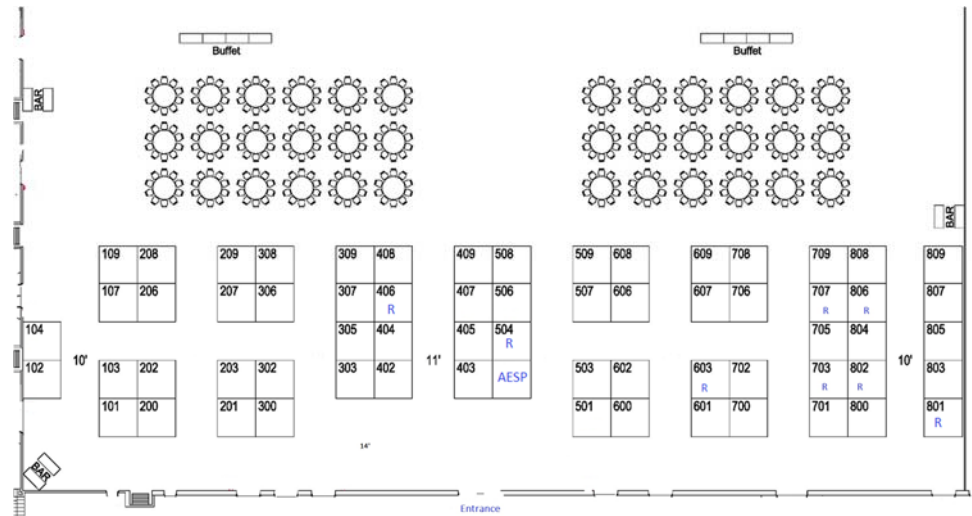 Buffet Buffet
BAR
BAR
109 208 209 308 309 408 409 508 509 608 609 708 709 808 809
107 206 207 306 307 406 407 506 507 606 607 706 707 806 807
R R R
104 305 404 405 504 705 804 805
R
102 10' 103 202 203 302 303 402 11' 403 AESP 503 602 603 702 703 802 10' 803
R R R
101 200 201 300 501 600 601 700 701 800 801
R
14'
BAR
Entrance